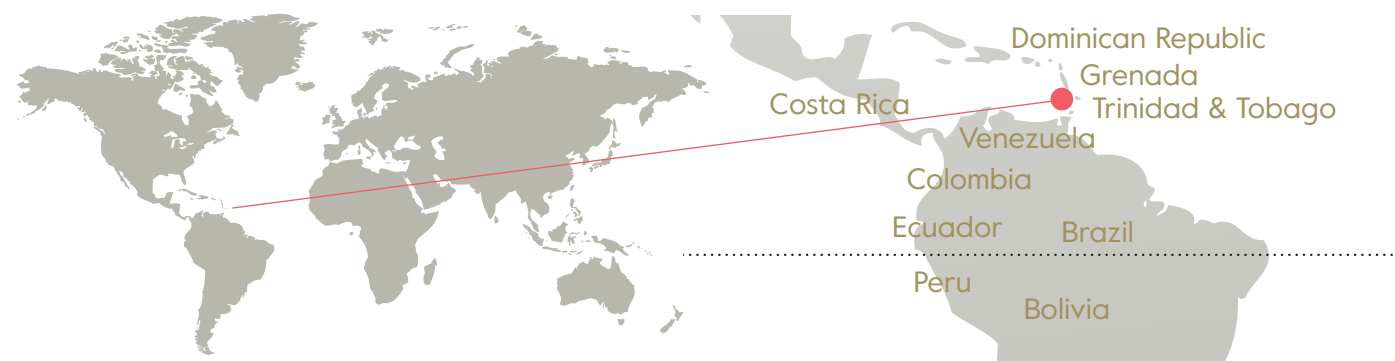 Dominican Republic
Grenada
Costa Rica
Trinidad & Tobago
Venezuela
Colombia
Ecuador
Brazil
Peru
Bolivia